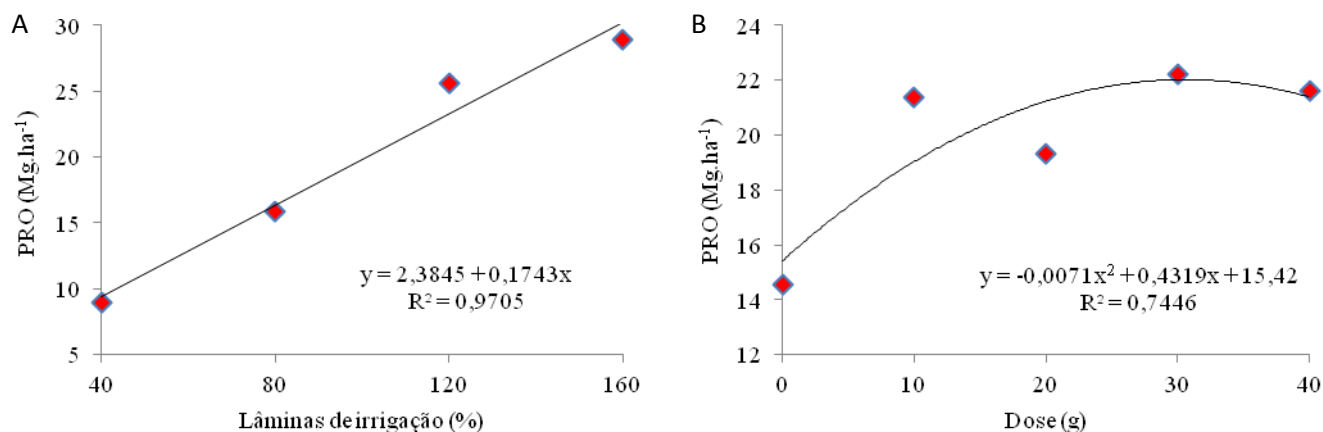 A
PRO (Mg.ha⁻¹)
30
25
20
15
10
5
y = 2,3845 + 0,1743x
R² = 0,9705
40 80 120 160
Lâminas de irrigação (%)
B
PRO (Mg.ha⁻¹)
24
22
20
18
16
14
12
y = -0,0071x² + 0,4319x + 15,42
R² = 0,7446
0 10 20 30 40
Dose (g)